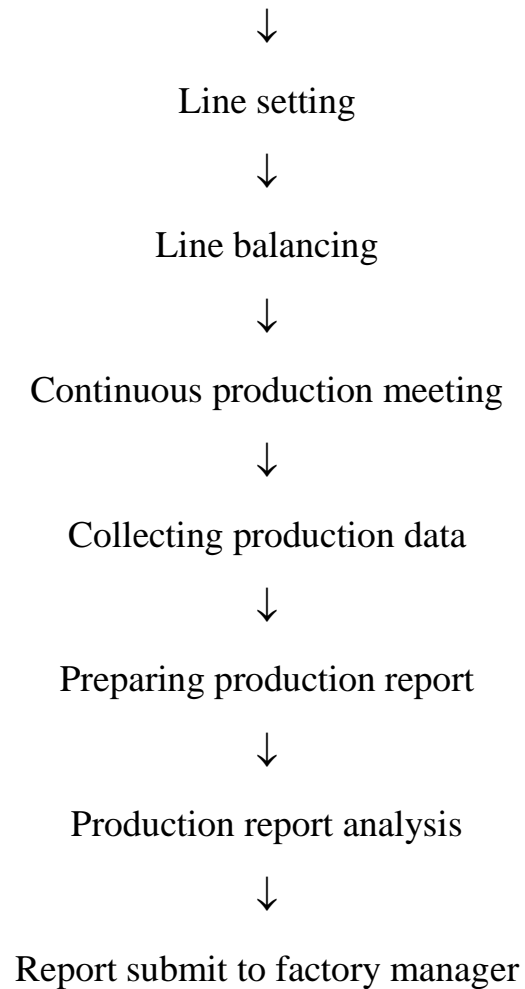 ↓
Line setting
↓
Line balancing
↓
Continuous production meeting
↓
Collecting production data
↓
Preparing production report
↓
Production report analysis
↓
Report submit to factory manager